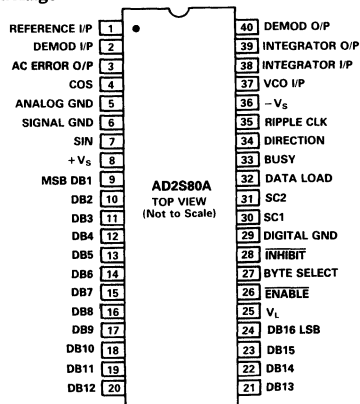 REFERENCE I/P 1
DEMOD I/P 2
AC ERROR O/P 3
COS 4
ANALOG GND 5
SIGNAL GND 6
SIN 7
+VS 8
MSB DB1 9
DB2 10
DB3 11
DB4 12
DB5 13
DB6 14
DB7 15
DB8 16
DB9 17
DB10 18
DB11 19
DB12 20
AD2S80A
TOP VIEW
(Not to Scale)
40 DEMOD O/P
39 INTEGRATOR O/P
38 INTEGRATOR I/P
37 VCO I/P
36 −VS
35 RIPPLE CLK
34 DIRECTION
33 BUSY
32 DATA LOAD
31 SC2
30 SC1
29 DIGITAL GND
28 INHIBIT
27 BYTE SELECT
26 ENABLE
25 VL
24 DB16 LSB
23 DB15
22 DB14
21 DB13